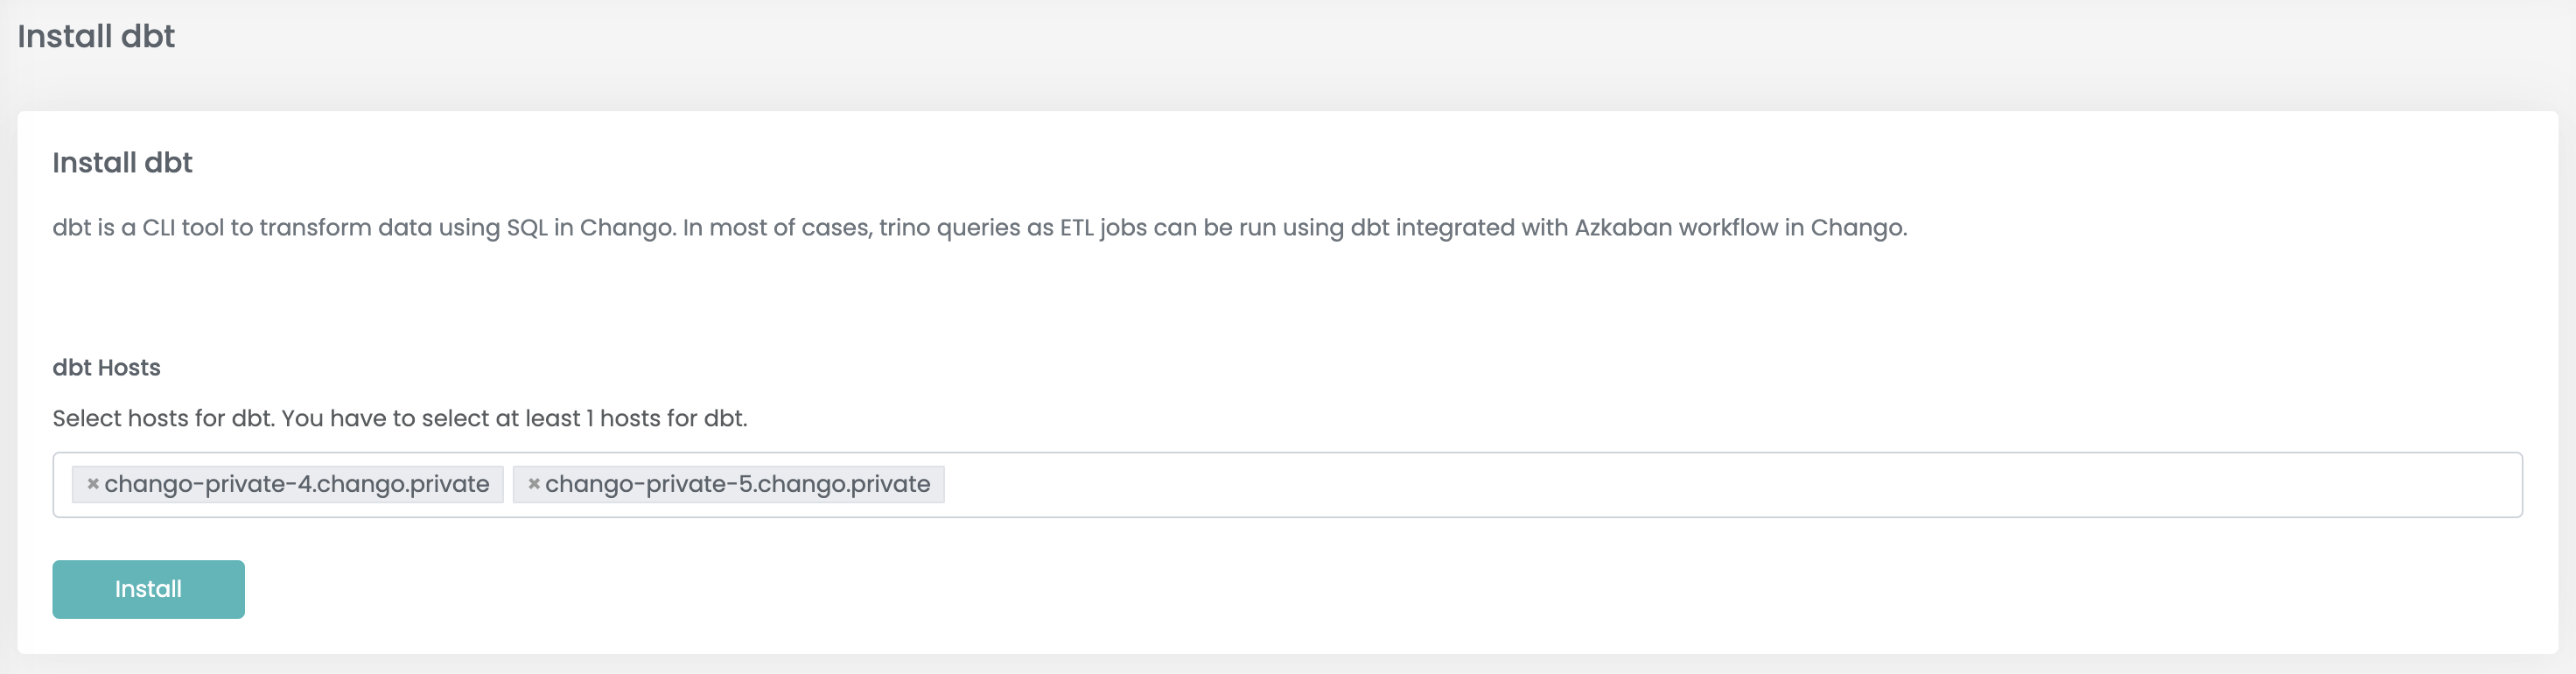 Install dbt
Install dbt
dbt is a CLI tool to transform data using SQL in Chango. In most of cases, trino queries as ETL jobs can be run using dbt integrated with Azkaban workflow in Chango.
dbt Hosts
Select hosts for dbt. You have to select at least 1 hosts for dbt.
×chango-private-4.chango.private ×chango-private-5.chango.private
Install